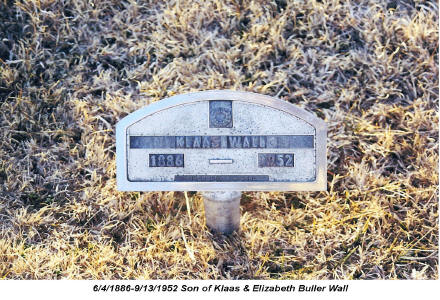 KLAAS WALL
1886 1952
6/4/1886-9/13/1952 Son of Klaas & Elizabeth Buller Wall